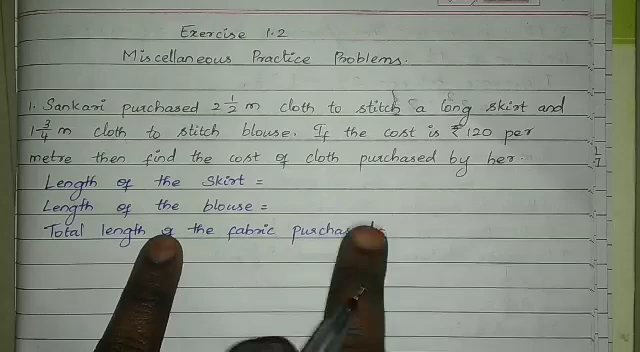 Exercise 1.2
Miscellaneous Practice Problems.
1. Sankari purchased 2 1/2 m cloth to stitch a long skirt and
1 3/4 m cloth to stitch blouse. If the cost is ₹ 120 per
metre then find the cost of cloth purchased by her.
Length of the skirt =
Length of the blouse =
Total length the fabric